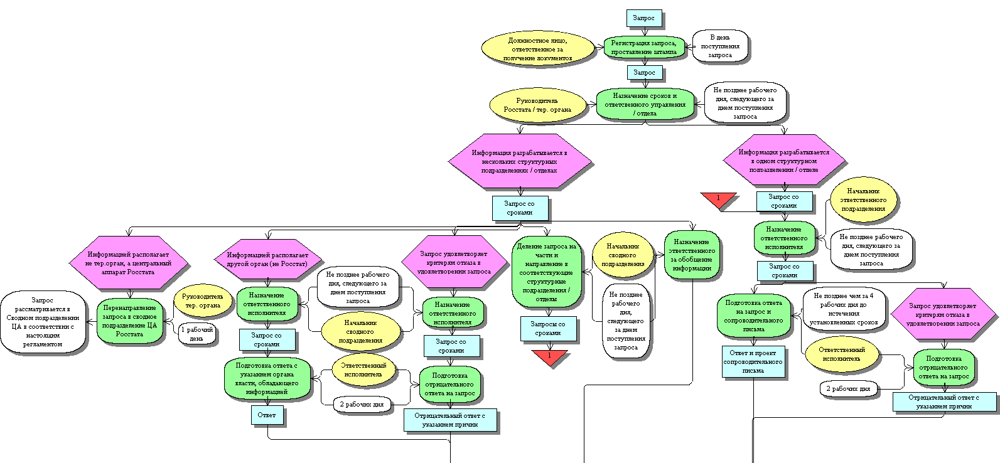 Запрос
Должностное лицо,
ответственное за
получение документов
Регистрация запроса,
проставление штампа
В день
поступления
запроса
Запрос
Руководитель
Росстата / тер. органа
Назначение сроков и
ответсвенного управления
/ отдела
Не позднее рабочего
дня, следующего за
днем поступления
запроса
Информация разрабатывается в
нескольких структурных
подразделениях / отделах
Информация разрабатывается
в одном структурном
подразделении / отделе
Запрос со
сроками
1
Запрос со
сроками
Начальник
ответственного
подразделения
Назначение
ответственного
исполнителя
Не позднее рабочего
дня, следующего за
днем поступления
запроса
Запрос со
сроками
Информацией располагает
не тер.орган, а центральный
аппарат Росстата
Информацией располагает
другой орган (не Росстат)
Запрос удовлетворяет
критерям отказа в
удовлетворении запроса
Деление запроса на
части и
направление в
соответствующие
структурные
подразделения /
отделы
Начальник
сводного
подразделения
Назначение
ответственного
за обобщение
информации
Запрос
рассматривается в
Сводном подразделении
ЦА в соответствии с
настоящим
регламентом
Перенаправление
запроса в сводное
подразделение ЦА
Росстата
Руководитель
тер. органа
1 рабочий
день
Назначение
ответственного
исполнителя
Не позднее рабочего
дня, следующего за
днем поступления
запроса
Начальник
сводного
подразделения
Назначение
ответственного
исполнителя
Не позднее
рабочего
дня,
следующего
за днем
поступления
запроса
Запросы со
сроками
1
Запрос со
сроками
Запрос со
сроками
Подготовка ответа с
указанием органа
власти, обладающего
информацией
Этветственный
исполнитель
2 рабочих дня
Подготовка
отрицательного
ответа на запрос
Ответ
Отрицательный ответ с
указанием причин
Подготовка ответа
на запрос и
сопроводительного
письма
Не позднее чем за 4
рабочих дня до
истечения
установленных сроков
Запрос удовлетворяет
критерям отказа в
удовлетворении запроса
Ответ и проект
сопроводительного
письма
Ответственный
исполнитель
2 рабочих дня
Подготовка
отрицательного
ответа на запрос
Отрицательный ответ с
указанием причин